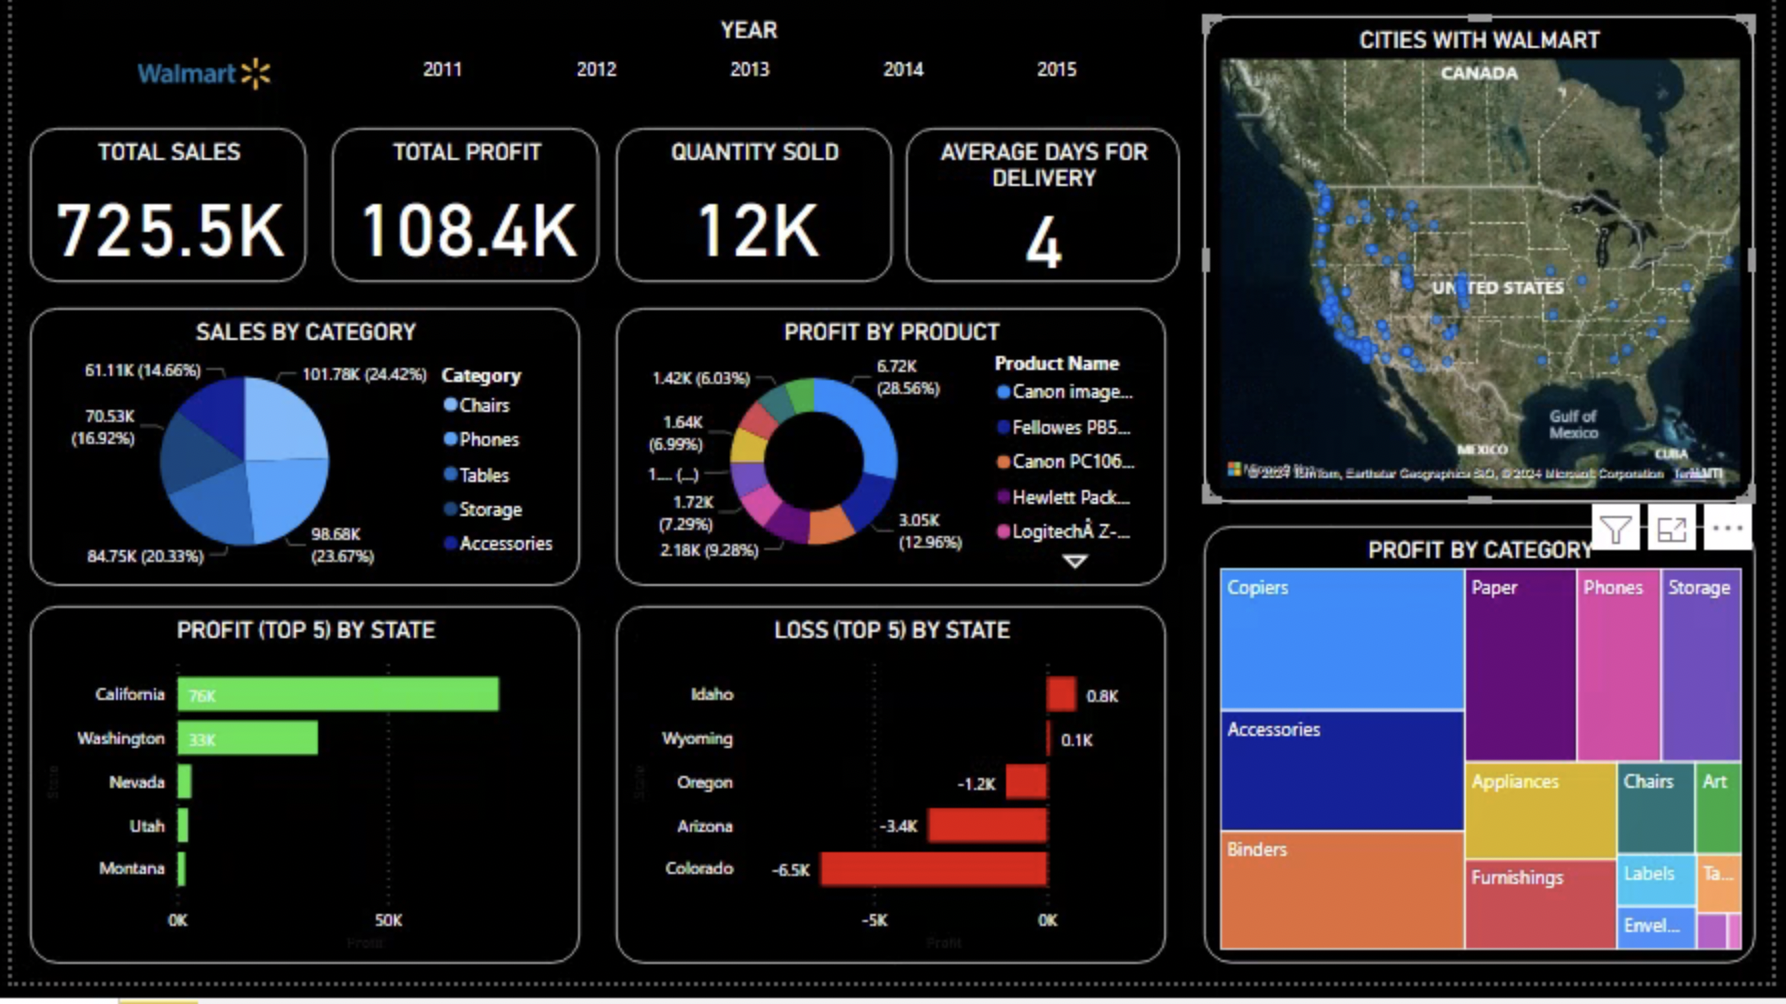 YEAR
Walmart
2011
2012
2013
2014
2015
TOTAL SALES
725.5K
TOTAL PROFIT
108.4K
QUANTITY SOLD
12K
AVERAGE DAYS FOR
DELIVERY
4
CITIES WITH WALMART
CANADA
UNITED STATES
Gulf of
Mexico
MEXICO
CUBA
© 2024 TomTom, Earthstar Geographics SIO, © 2024 Microsoft Corporation
SALES BY CATEGORY
61.11K (14.66%)
101.78K (24.42%)
70.53K
(16.92%)
84.75K (20.33%)
98.68K
(23.67%)
Category
Chairs
Phones
Tables
Storage
Accessories
PROFIT BY PRODUCT
1.42K (6.03%)
6.72K
(28.56%)
1.64K
(6.99%)
1.... (...)
1.72K
(7.29%)
2.18K (9.28%)
3.05K
(12.96%)
Product Name
Canon image...
Fellowes PB5...
Canon PC106...
Hewlett Pack...
LogitechÂ Z-...
PROFIT (TOP 5) BY STATE
California
76K
Washington
33K
Nevada
Utah
Montana
0K
50K
Profit
State
LOSS (TOP 5) BY STATE
Idaho
0.8K
Wyoming
0.1K
Oregon
-1.2K
Arizona
-3.4K
Colorado
-6.5K
-5K
0K
Profit
State
PROFIT BY CATEGORY
Copiers
Paper
Phones
Storage
Accessories
Appliances
Chairs
Art
Binders
Furnishings
Labels
Ta...
Envel...